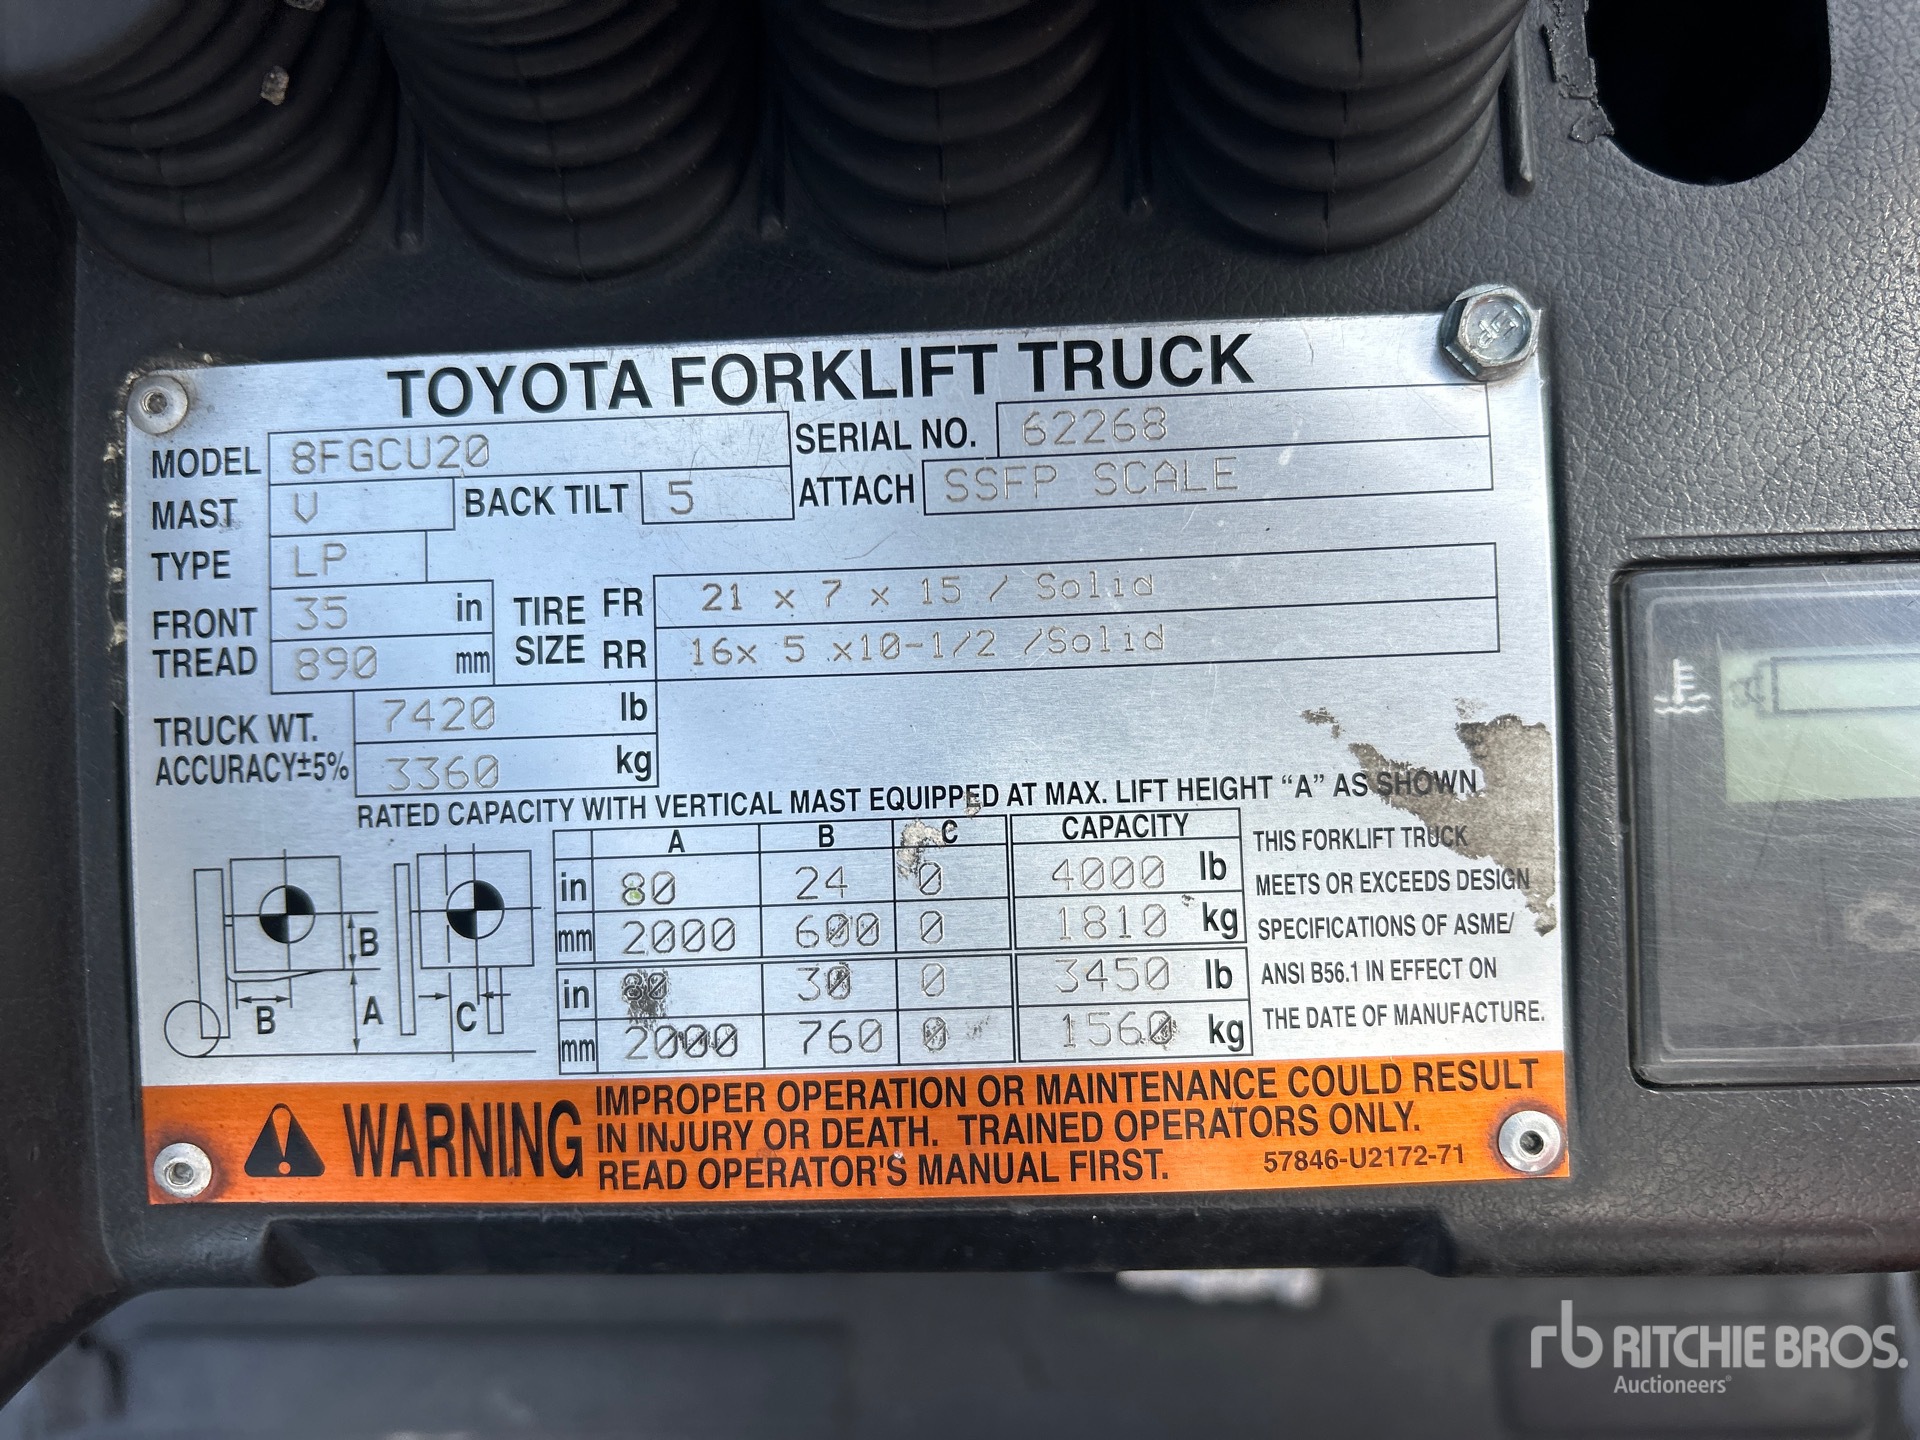 TOYOTA FORKLIFT TRUCK
MODEL 8FGCU20 SERIAL NO. 62268
MAST V BACK TILT 5 ATTACH SSFP SCALE
TYPE LP
FRONT TREAD 35 in
890 mm
TIRE SIZE FR 21 x 7 x 15 / Solid
RR 16x 5 x10-1/2 /Solid
TRUCK WT. 7420 lb
ACCURACY±5% 3360 kg
RATED CAPACITY WITH VERTICAL MAST EQUIPPED AT MAX. LIFT HEIGHT “A” AS SHOWN
A B C CAPACITY
in 80 24 0 4000 lb
mm 2000 600 0 1810 kg
in 80 30 0 3450 lb
mm 2000 760 0 1560 kg
B
B A C
THIS FORKLIFT TRUCK
MEETS OR EXCEEDS DESIGN
SPECIFICATIONS OF ASME/
ANSI B56.1 IN EFFECT ON
THE DATE OF MANUFACTURE.
WARNING
IMPROPER OPERATION OR MAINTENANCE COULD RESULT
IN INJURY OR DEATH. TRAINED OPERATORS ONLY.
READ OPERATOR'S MANUAL FIRST. 57846-U2172-71
rb RITCHIE BROS.
Auctioneers